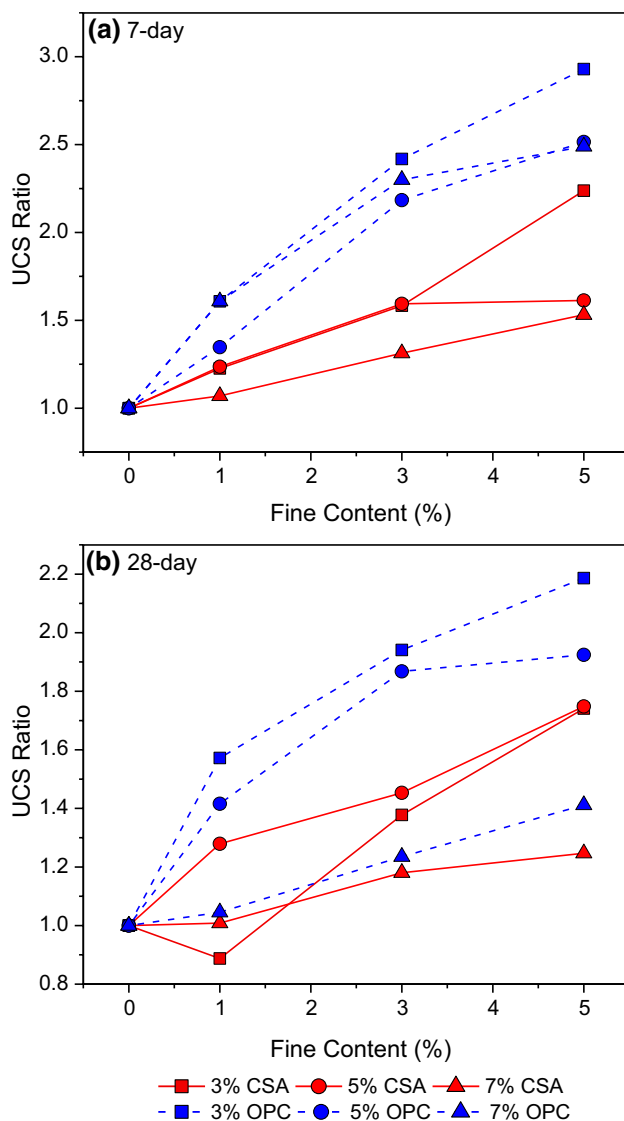 (a) 7-day
3.0
2.5
2.0
1.5
1.0
UCS Ratio
0 1 2 3 4 5
Fine Content (%)
(b) 28-day
2.2
2.0
1.8
1.6
1.4
1.2
1.0
0.8
UCS Ratio
0 1 2 3 4 5
Fine Content (%)
3% CSA 5% CSA 7% CSA
3% OPC 5% OPC 7% OPC